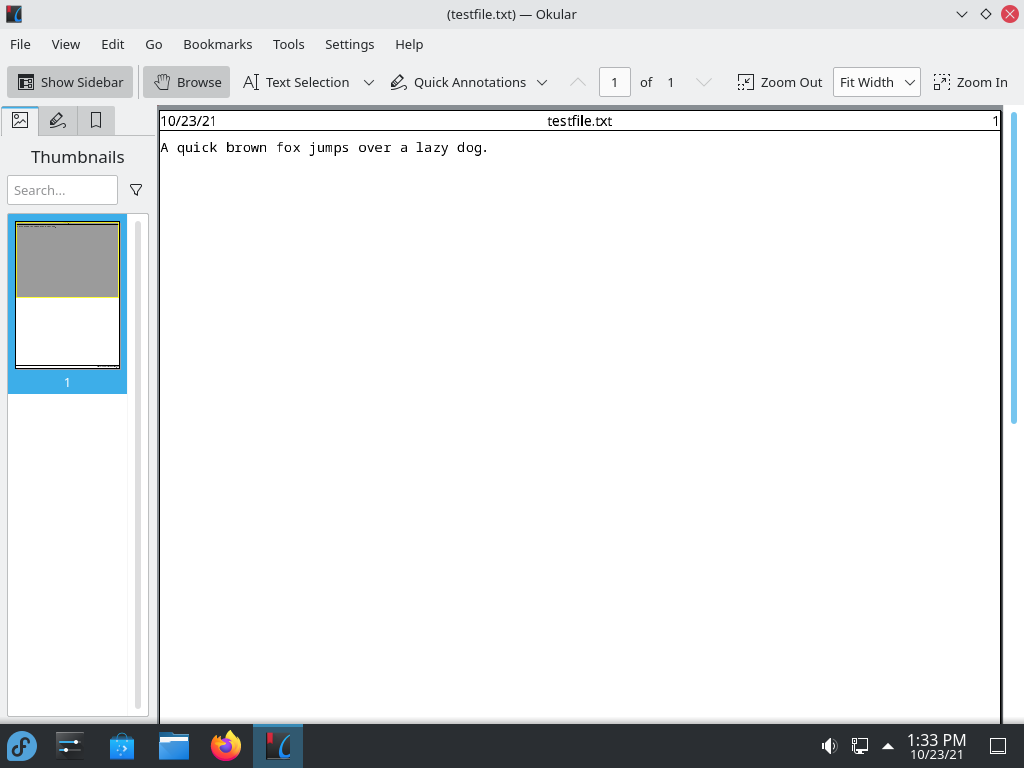 (testfile.txt) — Okular
File View Edit Go Bookmarks Tools Settings Help
Show Sidebar Browse Text Selection Quick Annotations 1 of 1 Zoom Out Fit Width Zoom In
Thumbnails
Search...
1
10/23/21 testfile.txt 1
A quick brown fox jumps over a lazy dog.
1:33 PM
10/23/21